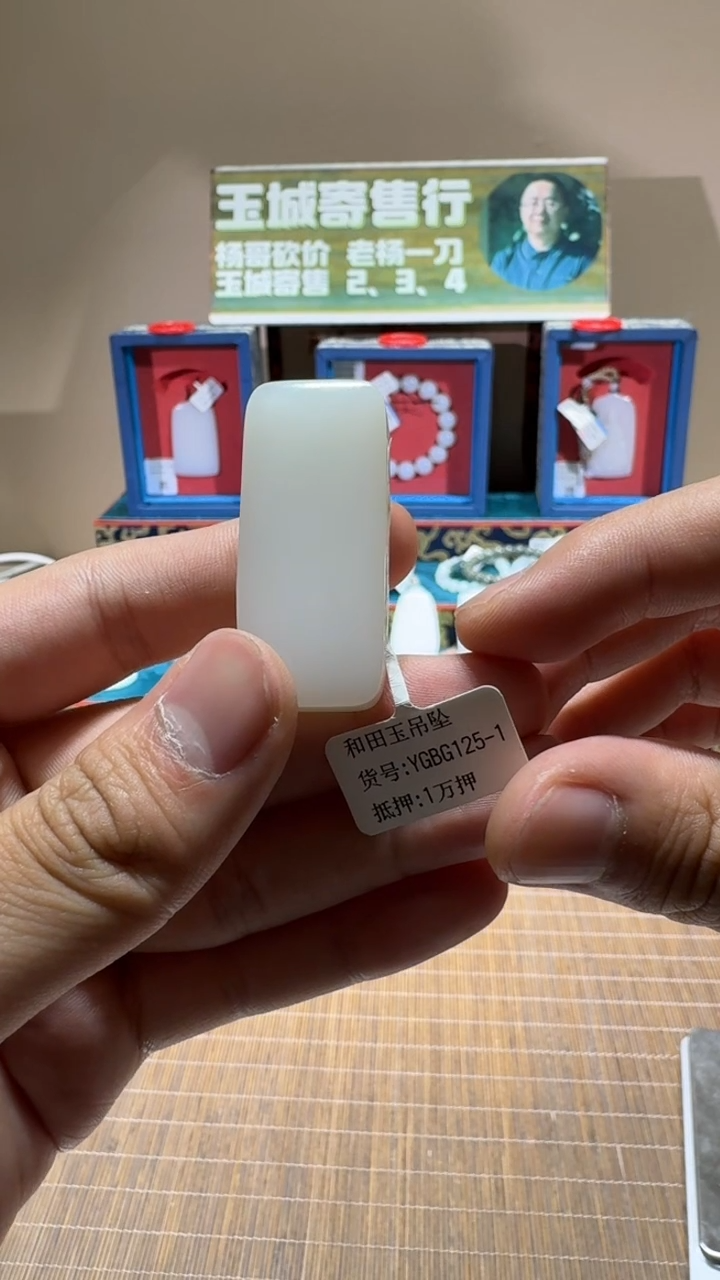 玉城寄售行
杨哥砍价 老杨一刀
玉城寄售 2、3、4
和田玉吊坠
货号:YGBG125-1
抵押:1万押